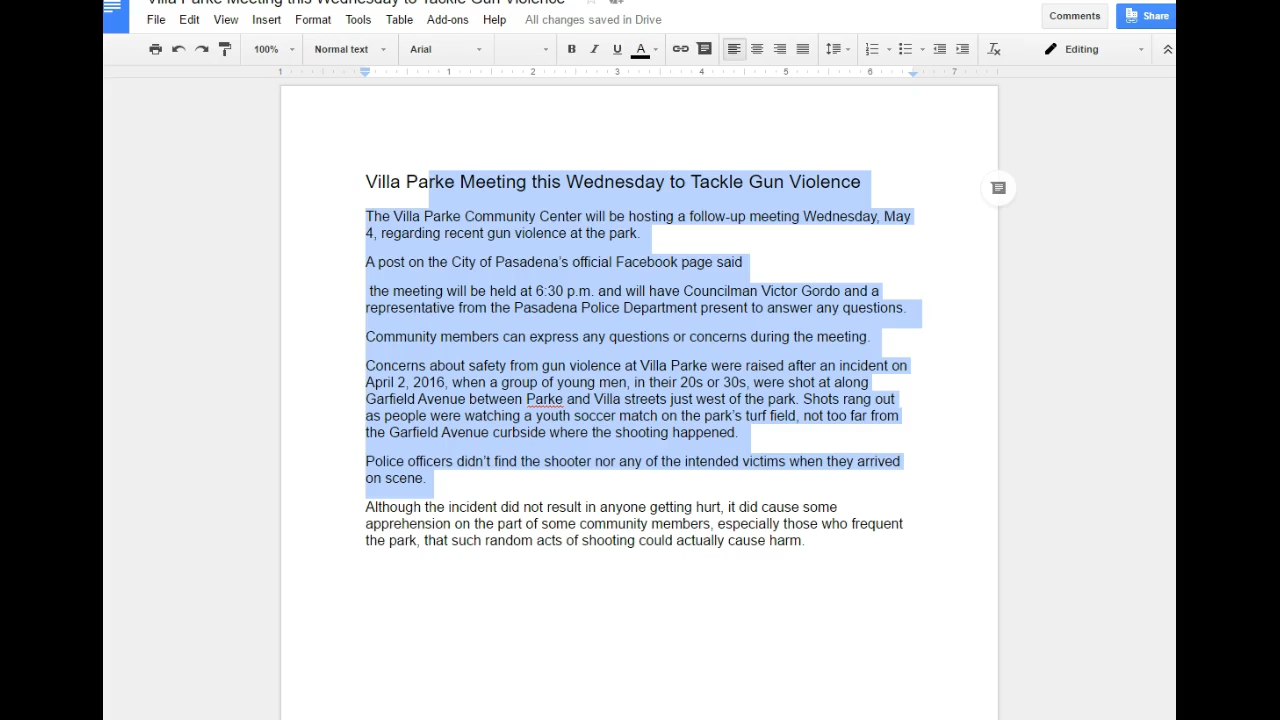 Villa Parke Meeting this Wednesday to Tackle Gun Violence
File Edit View Insert Format Tools Table Add-ons Help All changes saved in Drive
Comments Share
100% Normal text Arial B I U A Editing
1 1 2 3 4 5 6 7
Villa Parke Meeting this Wednesday to Tackle Gun Violence
The Villa Parke Community Center will be hosting a follow-up meeting Wednesday, May
4, regarding recent gun violence at the park.
A post on the City of Pasadena’s official Facebook page said
the meeting will be held at 6:30 p.m. and will have Councilman Victor Gordo and a
representative from the Pasadena Police Department present to answer any questions.
Community members can express any questions or concerns during the meeting.
Concerns about safety from gun violence at Villa Parke were raised after an incident on
April 2, 2016, when a group of young men, in their 20s or 30s, were shot at along
Garfield Avenue between Parke and Villa streets just west of the park. Shots rang out
as people were watching a youth soccer match on the park’s turf field, not too far from
the Garfield Avenue curbside where the shooting happened.
Police officers didn’t find the shooter nor any of the intended victims when they arrived
on scene.
Although the incident did not result in anyone getting hurt, it did cause some
apprehension on the part of some community members, especially those who frequent
the park, that such random acts of shooting could actually cause harm.